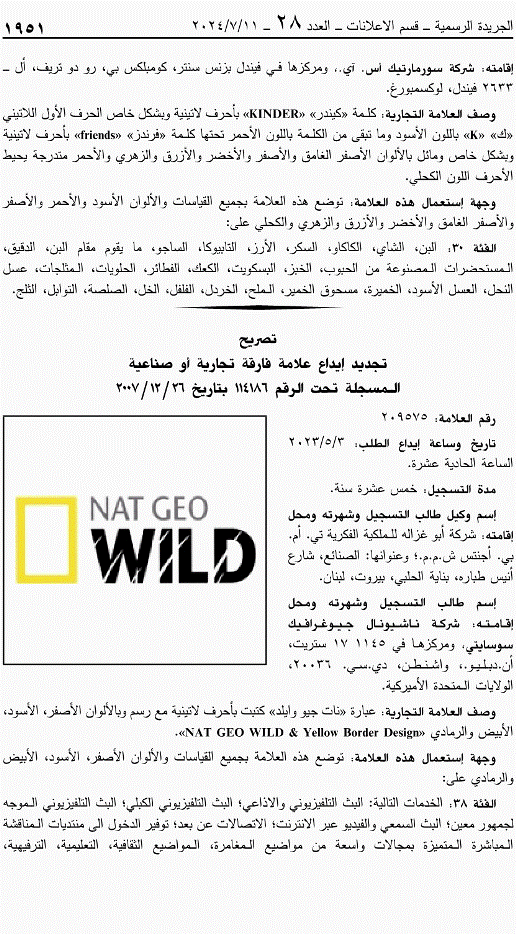 الجريدة الرسمية ــ قسم الاعلانات ــ العدد ٢٨ ــ ٢٠٢٤/٧/١١
١٩٥١
إقامته: شركة سورمارتيك اس. آي.، ومركزها في فيندل بزنس سنتر، كومبلكس بي، رو دو تريف، أل ــ
٢٦٣٣ فيندل، لوكسمبورغ.
وصف العلامة التجارية: كلمة «كيندر» «KINDER» بأحرف لاتينية وبشكل خاص الحرف الأول اللاتيني
«ك» «K» باللون الأسود وما تبقى من الكلمة باللون الأحمر تحتها كلمة «فرندز» «friends» بأحرف لاتينية
وبشكل خاص ومائل بالألوان الأصفر الغامق والأصفر والأخضر والأزرق والزهري والأحمر متدرجة يحيط
الأحرف اللون الكحلي.
وجهة إستعمال هذه العلامة: توضع هذه العلامة بجميع القياسات والألوان الأسود والأحمر والأصفر
والأصفر الغامق والأخضر والأزرق والزهري والكحلي على:
الفئة ٣٠: البن، الشاي، الكاكاو، السكر، الأرز، التابيوكا، الساجو، ما يقوم مقام البن، الدقيق،
المستحضرات المصنوعة من الحبوب، الخبز، البسكويت، الكعك، الفطائر، الحلويات، المثلجات، عسل
النحل، العسل الأسود، الخميرة، مسحوق الخمير، الملح، الخردل، الفلفل، الخل، الصلصة، التوابل، الثلج.
تصريح
تجديد إيداع علامة فارقة تجارية أو صناعية
المسجلة تحت الرقم ١١٤١٨٦ بتاريخ ٢٠٠٧/١٢/٢٦
رقم العلامة: ٢٠٩٥٧٥
تاريخ وساعة إيداع الطلب: ٢٠٢٣/٥/٣
الساعة الحادية عشرة.
مدة التسجيل: خمس عشرة سنة.
إسم وكيل طالب التسجيل وشهرته ومحل
إقامته: شركة أبو غزاله للملكية الفكرية تي. أم.
بي. أجنتس ش.م.م.؛ وعنوانها: الصنائع، شارع
أنيس طباره، بناية الحلبي، بيروت، لبنان.
إسم طالب التسجيل وشهرته ومحل
إقامته: شركة ناشيونال جيوغرافيك
سوسايتي، ومركزها في ١١٤٥ ١٧ ستريت،
أن.دبليو.، واشنطن، دي.سي. ٢٠٠٣٦،
الولايات المتحدة الأميركية.
NAT GEO
WILD
وصف العلامة التجارية: عبارة «نات جيو وايلد» كتبت بأحرف لاتينية مع رسم وبالألوان الأصفر، الأسود،
الأبيض والرمادي «NAT GEO WILD & Yellow Border Design».
وجهة إستعمال هذه العلامة: توضع هذه العلامة بجميع القياسات والألوان الأصفر، الأسود، الأبيض
والرمادي على:
الفئة ٣٨: الخدمات التالية: البث التلفيزيوني والاذاعي؛ البث التلفيزيوني الكبلي؛ البث التلفيزيوني الموجه
لجمهور معين؛ البث السمعي والفيديو عبر الانترنت؛ الاتصالات عن بعد؛ توفير الدخول الى منتديات المناقشة
المباشرة المتميزة بمجالات واسعة من مواضيع المغامرة، المواضيع الثقافية، التعليمية، الترفيهية،